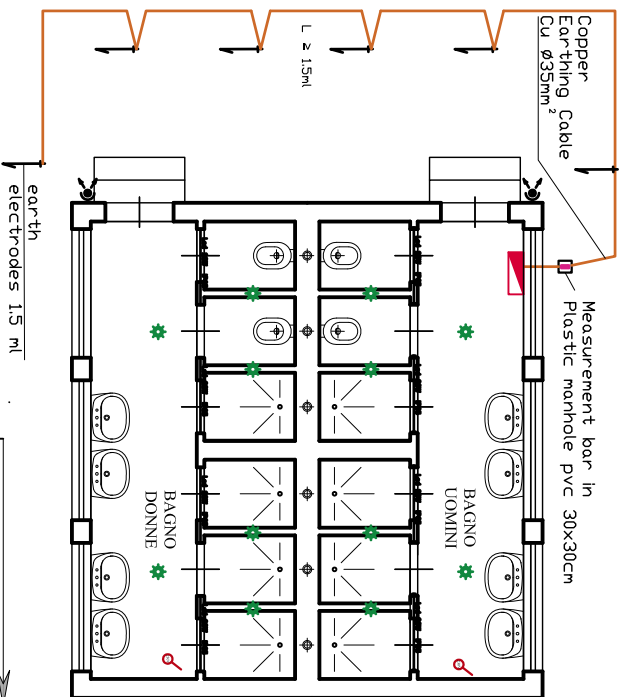 Copper
Earthing Cable
Cu Ø35mm²
Measurement bar in
Plastic manhole pvc 30x30cm
L ≥ 1.5ml
BAGNO
UOMINI
BAGNO
DONNE
earth
electrodes 1.5 ml